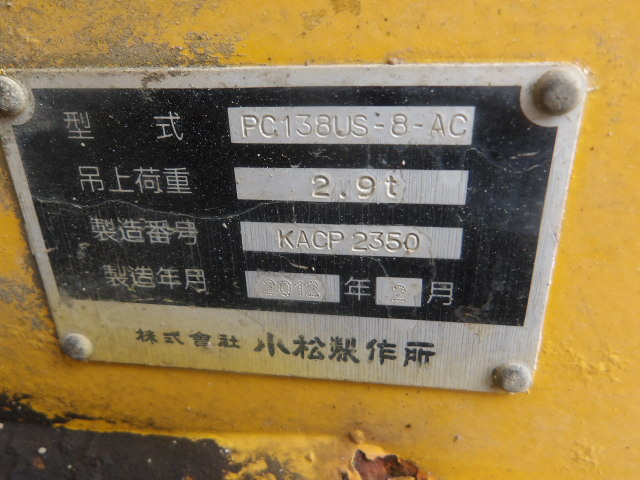 型 式 PC138US-8-AC
吊上荷重 2.9t
製造番号 KACP 2350
製造年月 2012 年 2 月
株式會社 小松製作所